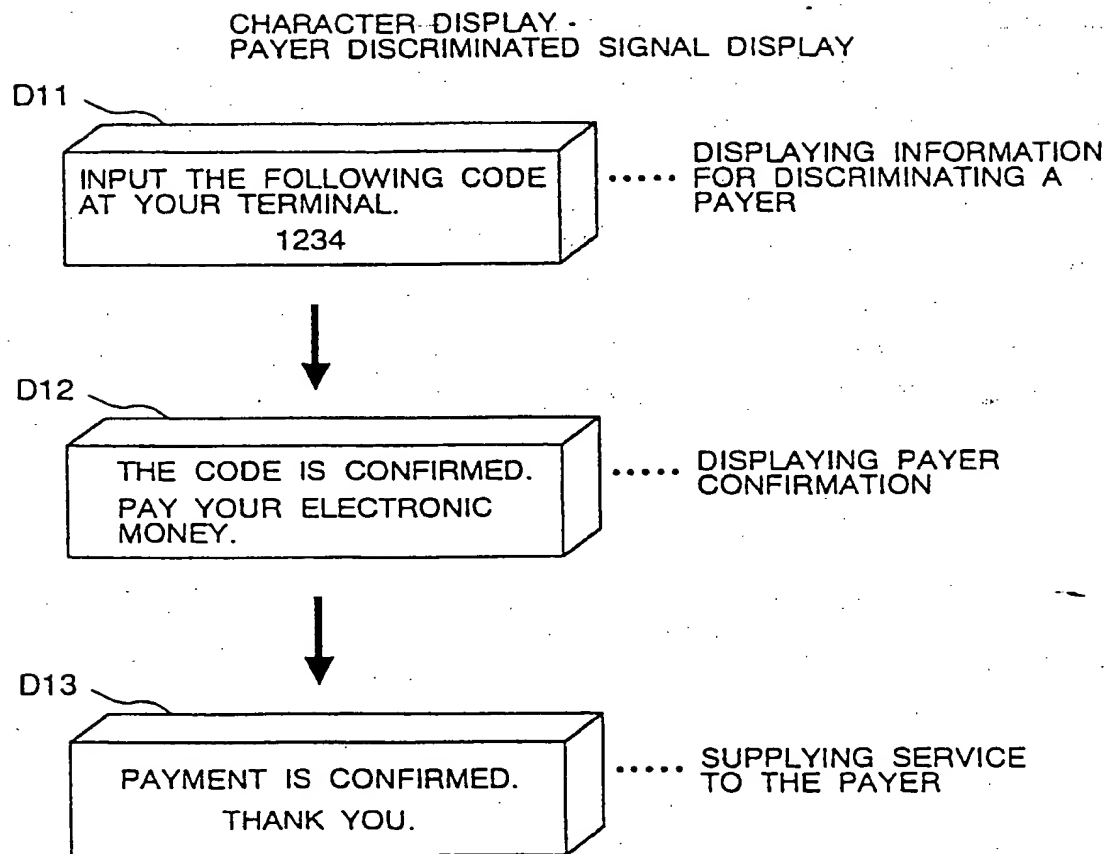 CHARACTER DISPLAY -
PAYER DISCRIMINATED SIGNAL DISPLAY
D11
INPUT THE FOLLOWING CODE
AT YOUR TERMINAL.
1234
..... DISPLAYING INFORMATION
FOR DISCRIMINATING A
PAYER
D12
THE CODE IS CONFIRMED.
PAY YOUR ELECTRONIC
MONEY.
..... DISPLAYING PAYER
CONFIRMATION
D13
PAYMENT IS CONFIRMED.
THANK YOU.
..... SUPPLYING SERVICE
TO THE PAYER